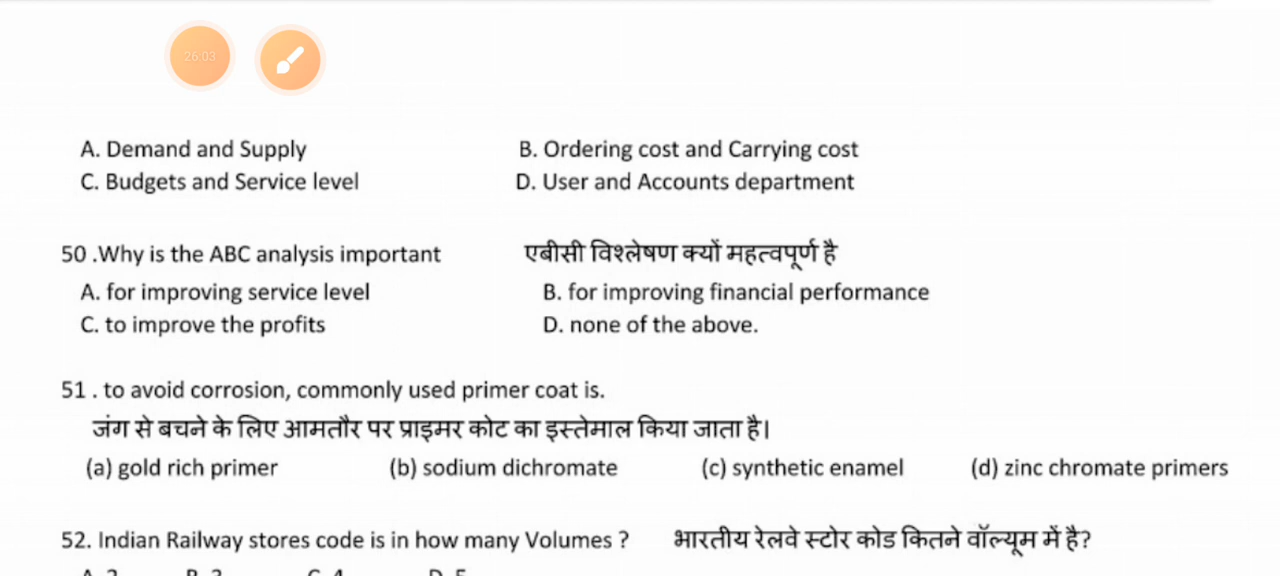 26:03
A. Demand and Supply B. Ordering cost and Carrying cost
C. Budgets and Service level D. User and Accounts department
50 .Why is the ABC analysis important एबीसी विश्लेषण क्यों महत्वपूर्ण है
A. for improving service level B. for improving financial performance
C. to improve the profits D. none of the above.
51 . to avoid corrosion, commonly used primer coat is.
जंग से बचने के लिए आमतौर पर प्राइमर कोट का इस्तेमाल किया जाता है।
(a) gold rich primer (b) sodium dichromate (c) synthetic enamel (d) zinc chromate primers
52. Indian Railway stores code is in how many Volumes ? भारतीय रेलवे स्टोर कोड कितने वॉल्यूम में है?